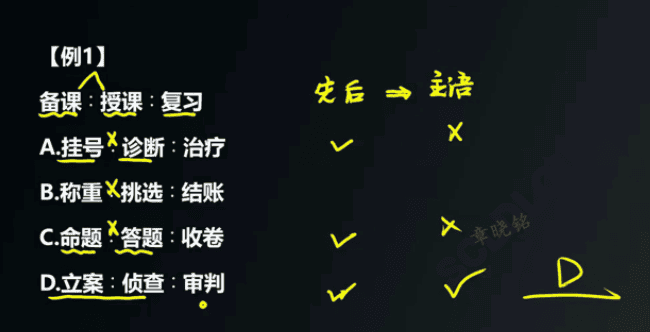 【例1】
备课：授课：复习 先后 ⇒ 主语
A.挂号：诊断：治疗 ✓ ×
B.称重：挑选：结账
C.命题：答题：收卷 ✓ ×
D.立案：侦查：审判 ✓ ✓ D
章晓铭